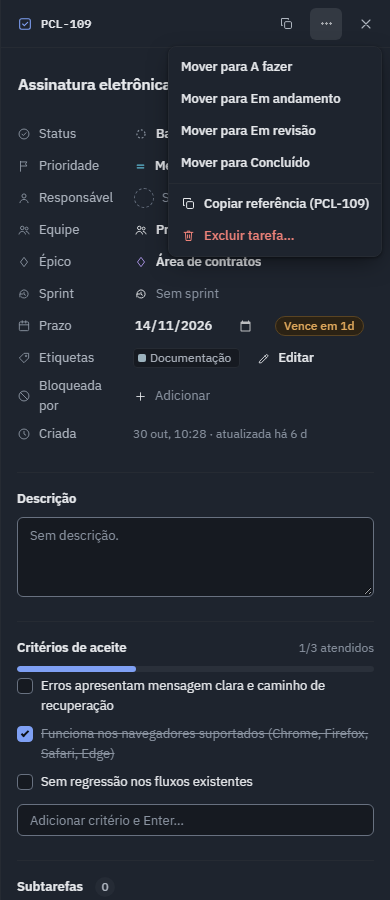 PCL-109
Assinatura eletrônica
Mover para A fazer
Mover para Em andamento
Mover para Em revisão
Mover para Concluído
Copiar referência (PCL-109)
Excluir tarefa...
Status
Prioridade
Responsável
Equipe
Épico Área de contratos
Sprint Sem sprint
Prazo 14/11/2026 Vence em 1d
Etiquetas Documentação Editar
Bloqueada
por
Adicionar
Criada 30 out, 10:28 · atualizada há 6 d
Descrição
Sem descrição.
Critérios de aceite 1/3 atendidos
Erros apresentam mensagem clara e caminho de
recuperação
Funciona nos navegadores suportados (Chrome, Firefox,
Safari, Edge)
Sem regressão nos fluxos existentes
Adicionar critério e Enter...
Subtarefas 0